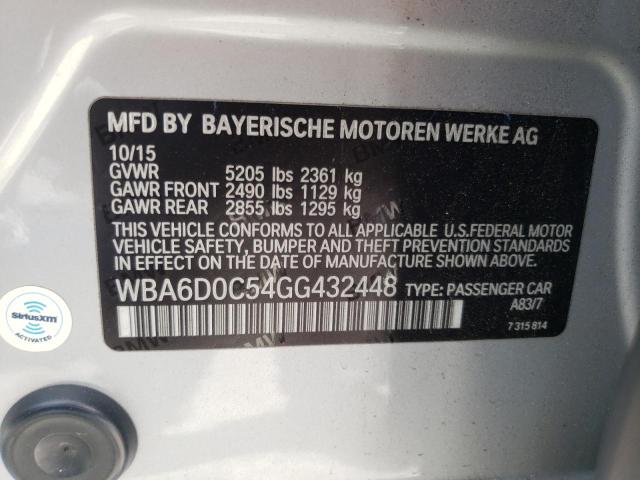 MFD BY BAYERISCHE MOTOREN WERKE AG
10/15
GVWR 5205 lbs 2361 kg
GAWR FRONT 2490 lbs 1129 kg
GAWR REAR 2855 lbs 1295 kg
THIS VEHICLE CONFORMS TO ALL APPLICABLE U.S.FEDERAL MOTOR
VEHICLE SAFETY, BUMPER AND THEFT PREVENTION STANDARDS
IN EFFECT ON THE DATE OF MANUFACTURE SHOWN ABOVE.
WBA6D0C54GG432448 TYPE: PASSENGER CAR
A83/7
7 315 814
siriusxm